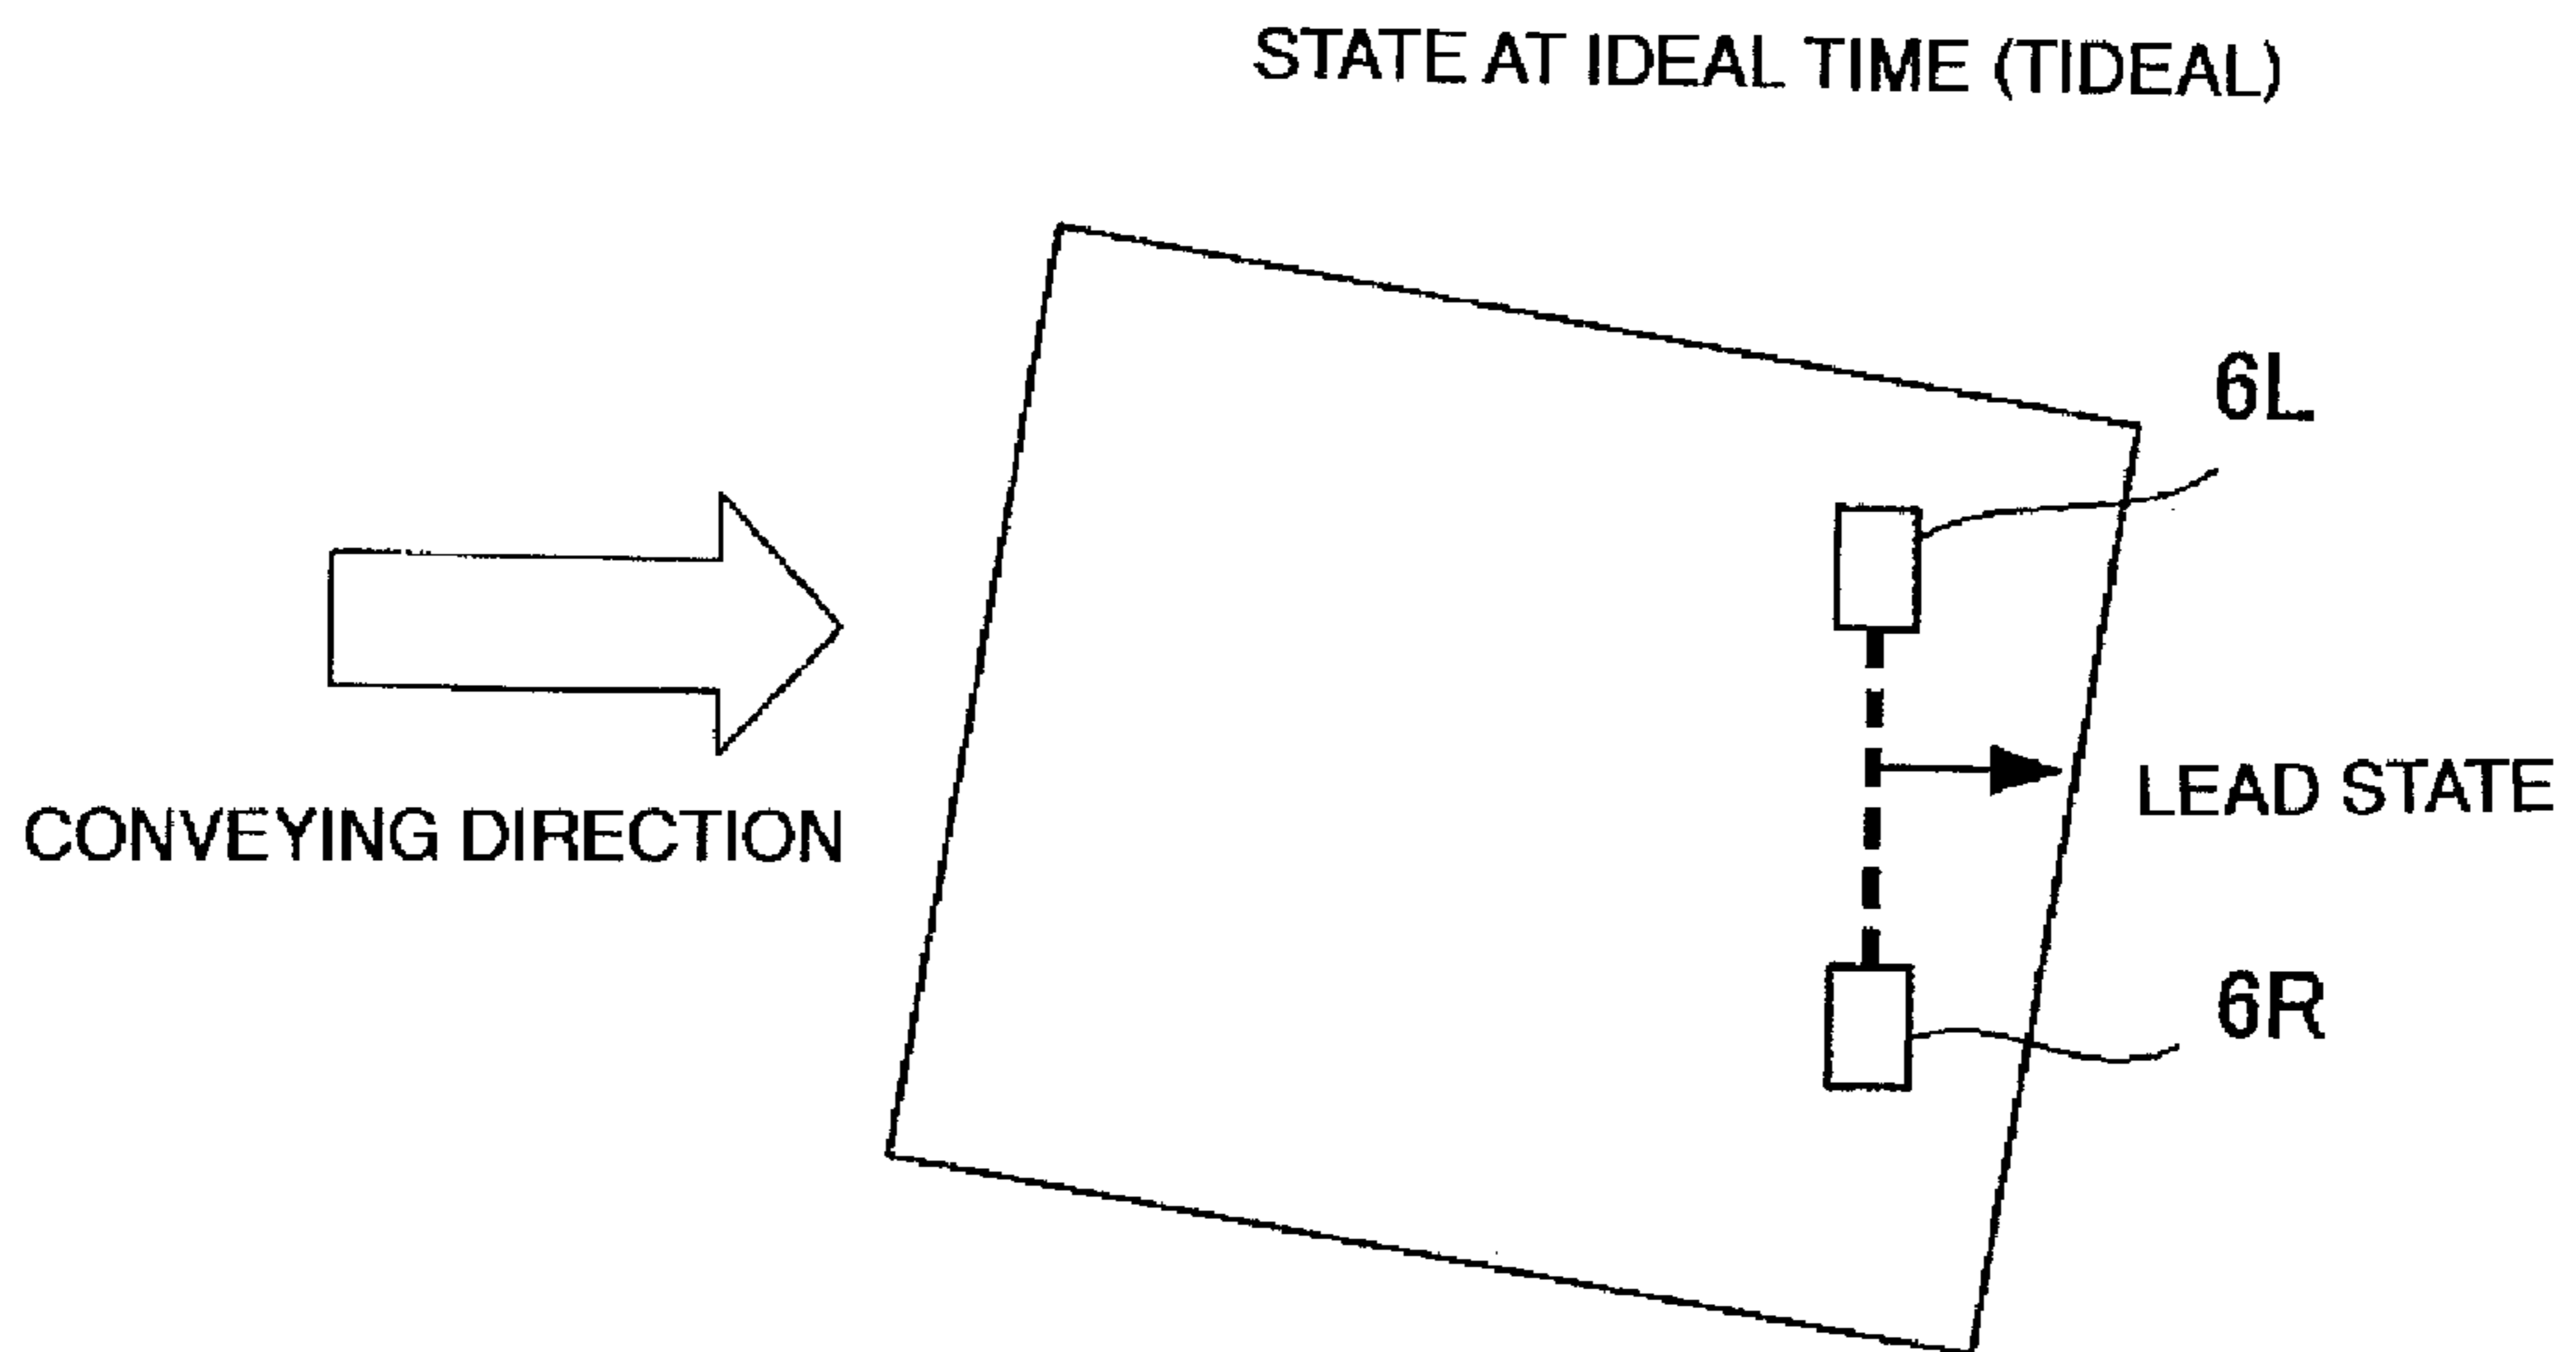 STATE AT IDEAL TIME (TIDEAL)
6L
LEAD STATE
CONVEYING DIRECTION
6R